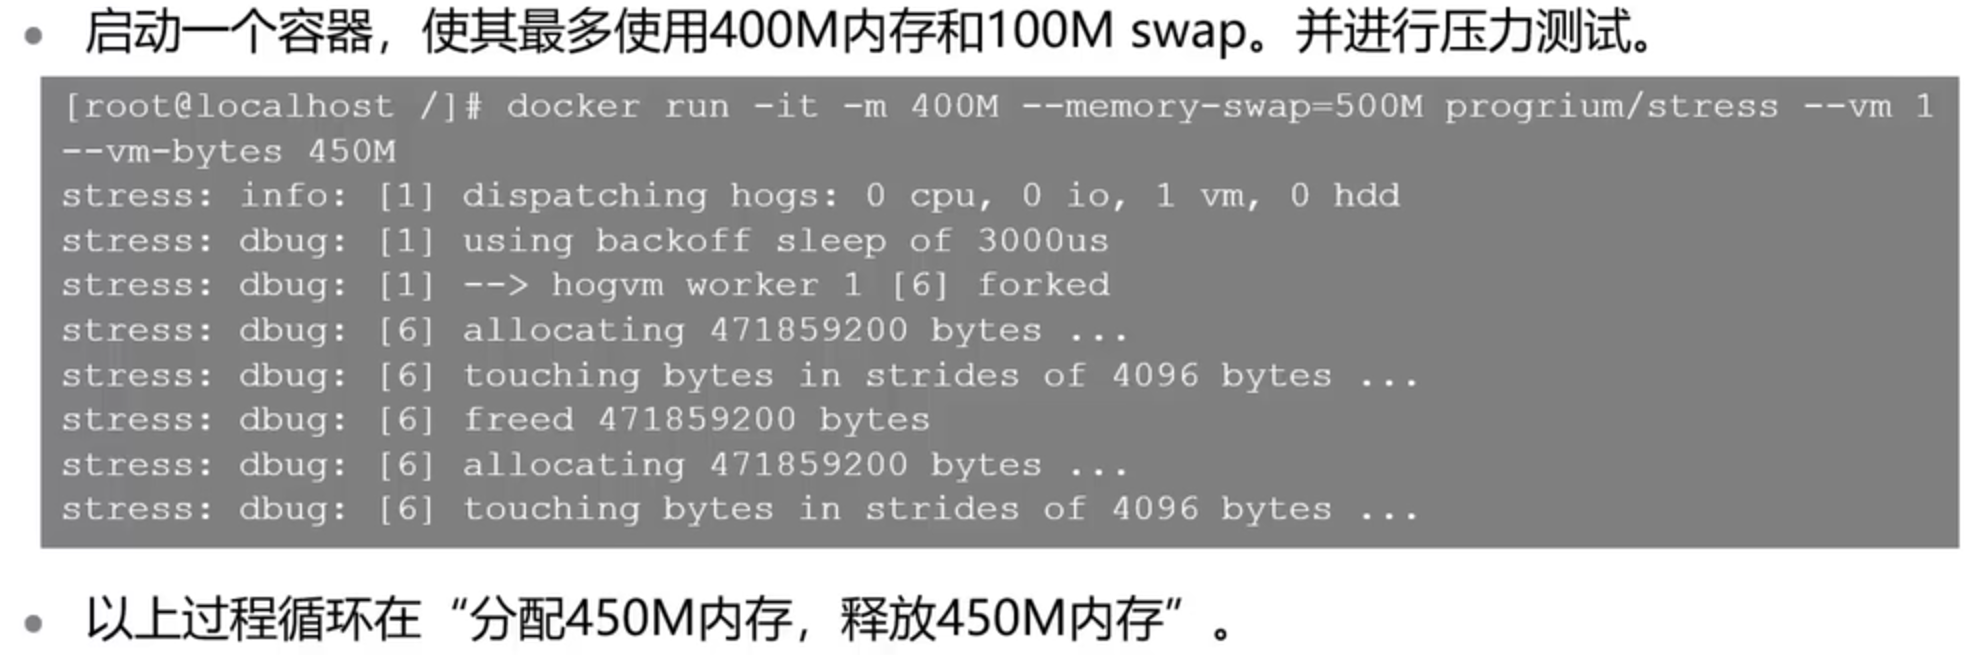 启动一个容器，使其最多使用400M内存和100M swap。并进行压力测试。
[root@localhost /]# docker run -it -m 400M --memory-swap=500M progrium/stress --vm 1
--vm-bytes 450M
stress: info: [1] dispatching hogs: 0 cpu, 0 io, 1 vm, 0 hdd
stress: dbug: [1] using backoff sleep of 3000us
stress: dbug: [1] --> hogvm worker 1 [6] forked
stress: dbug: [6] allocating 471859200 bytes ...
stress: dbug: [6] touching bytes in strides of 4096 bytes ...
stress: dbug: [6] freed 471859200 bytes
stress: dbug: [6] allocating 471859200 bytes ...
stress: dbug: [6] touching bytes in strides of 4096 bytes ...
以上过程循环在“分配450M内存，释放450M内存”。